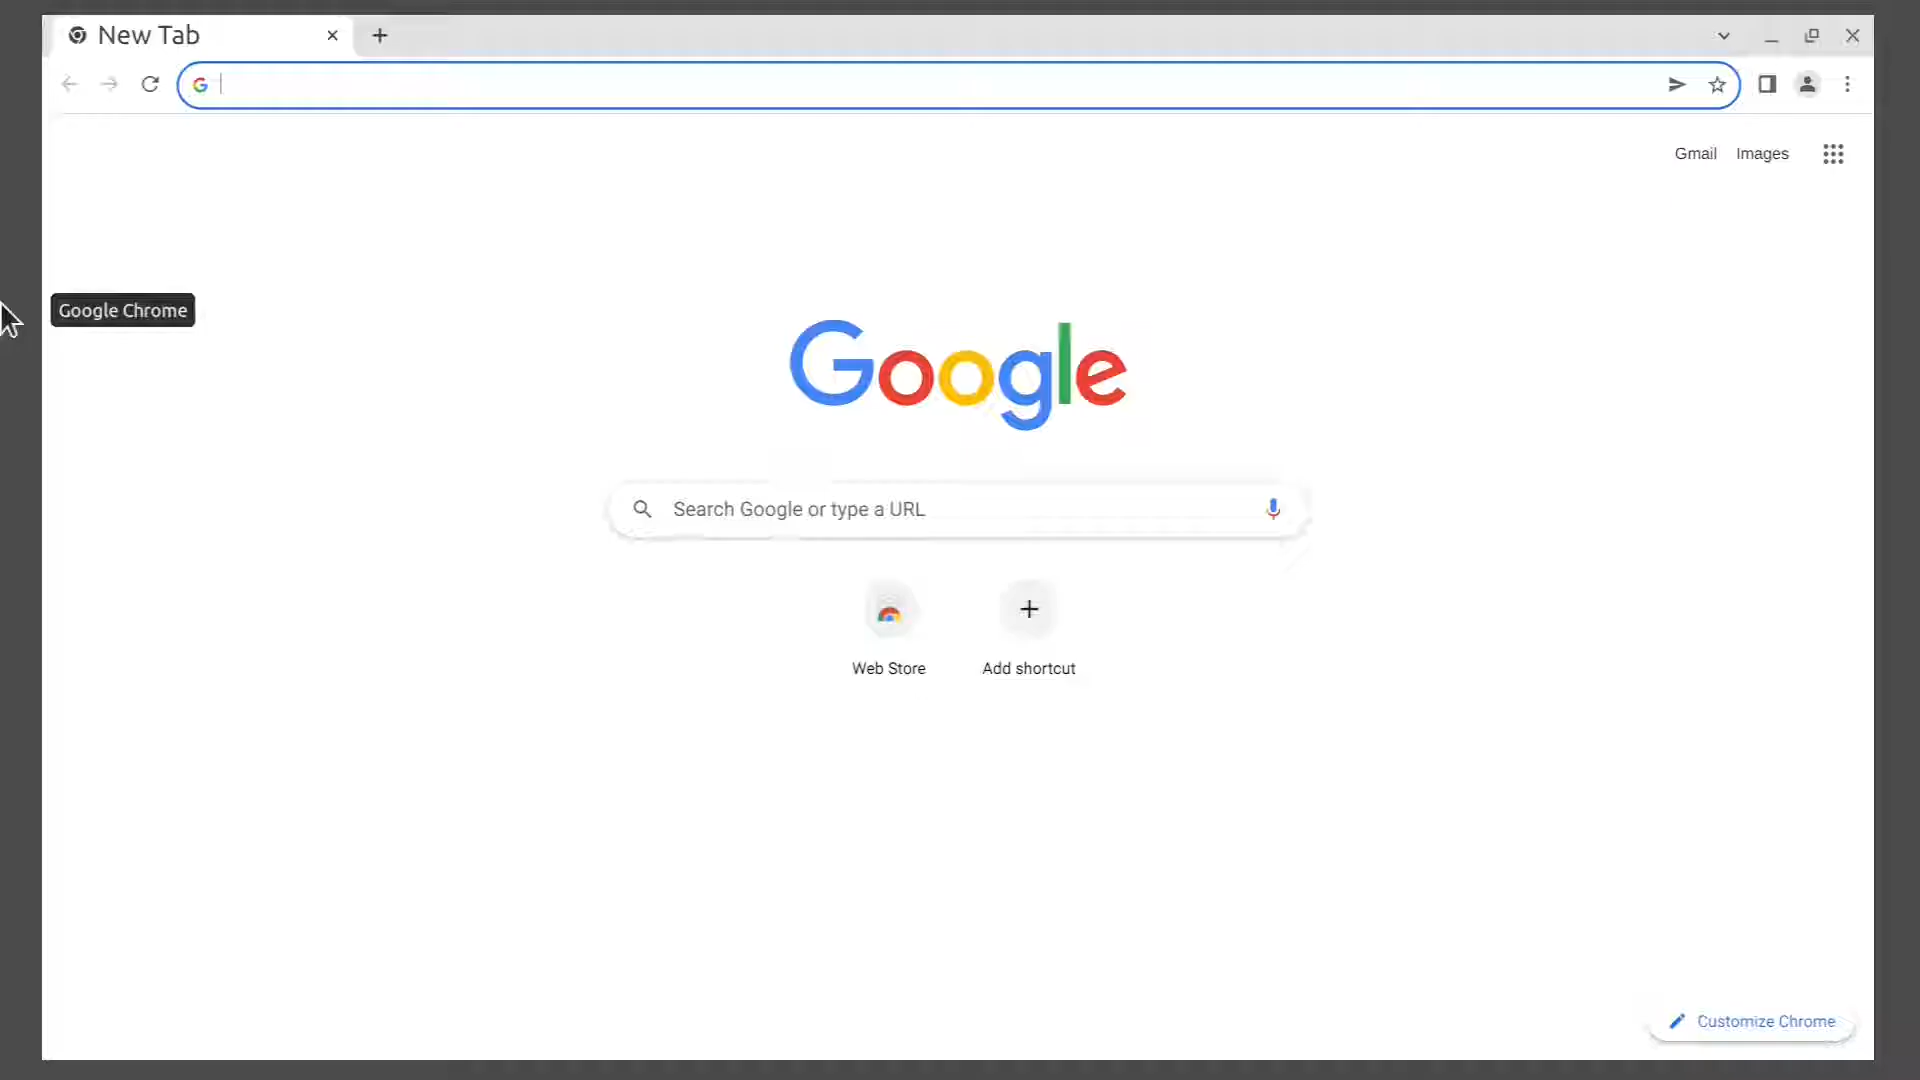 New Tab
Gmail Images
Google Chrome
Google
Search Google or type a URL
Web Store Add shortcut
Customize Chrome